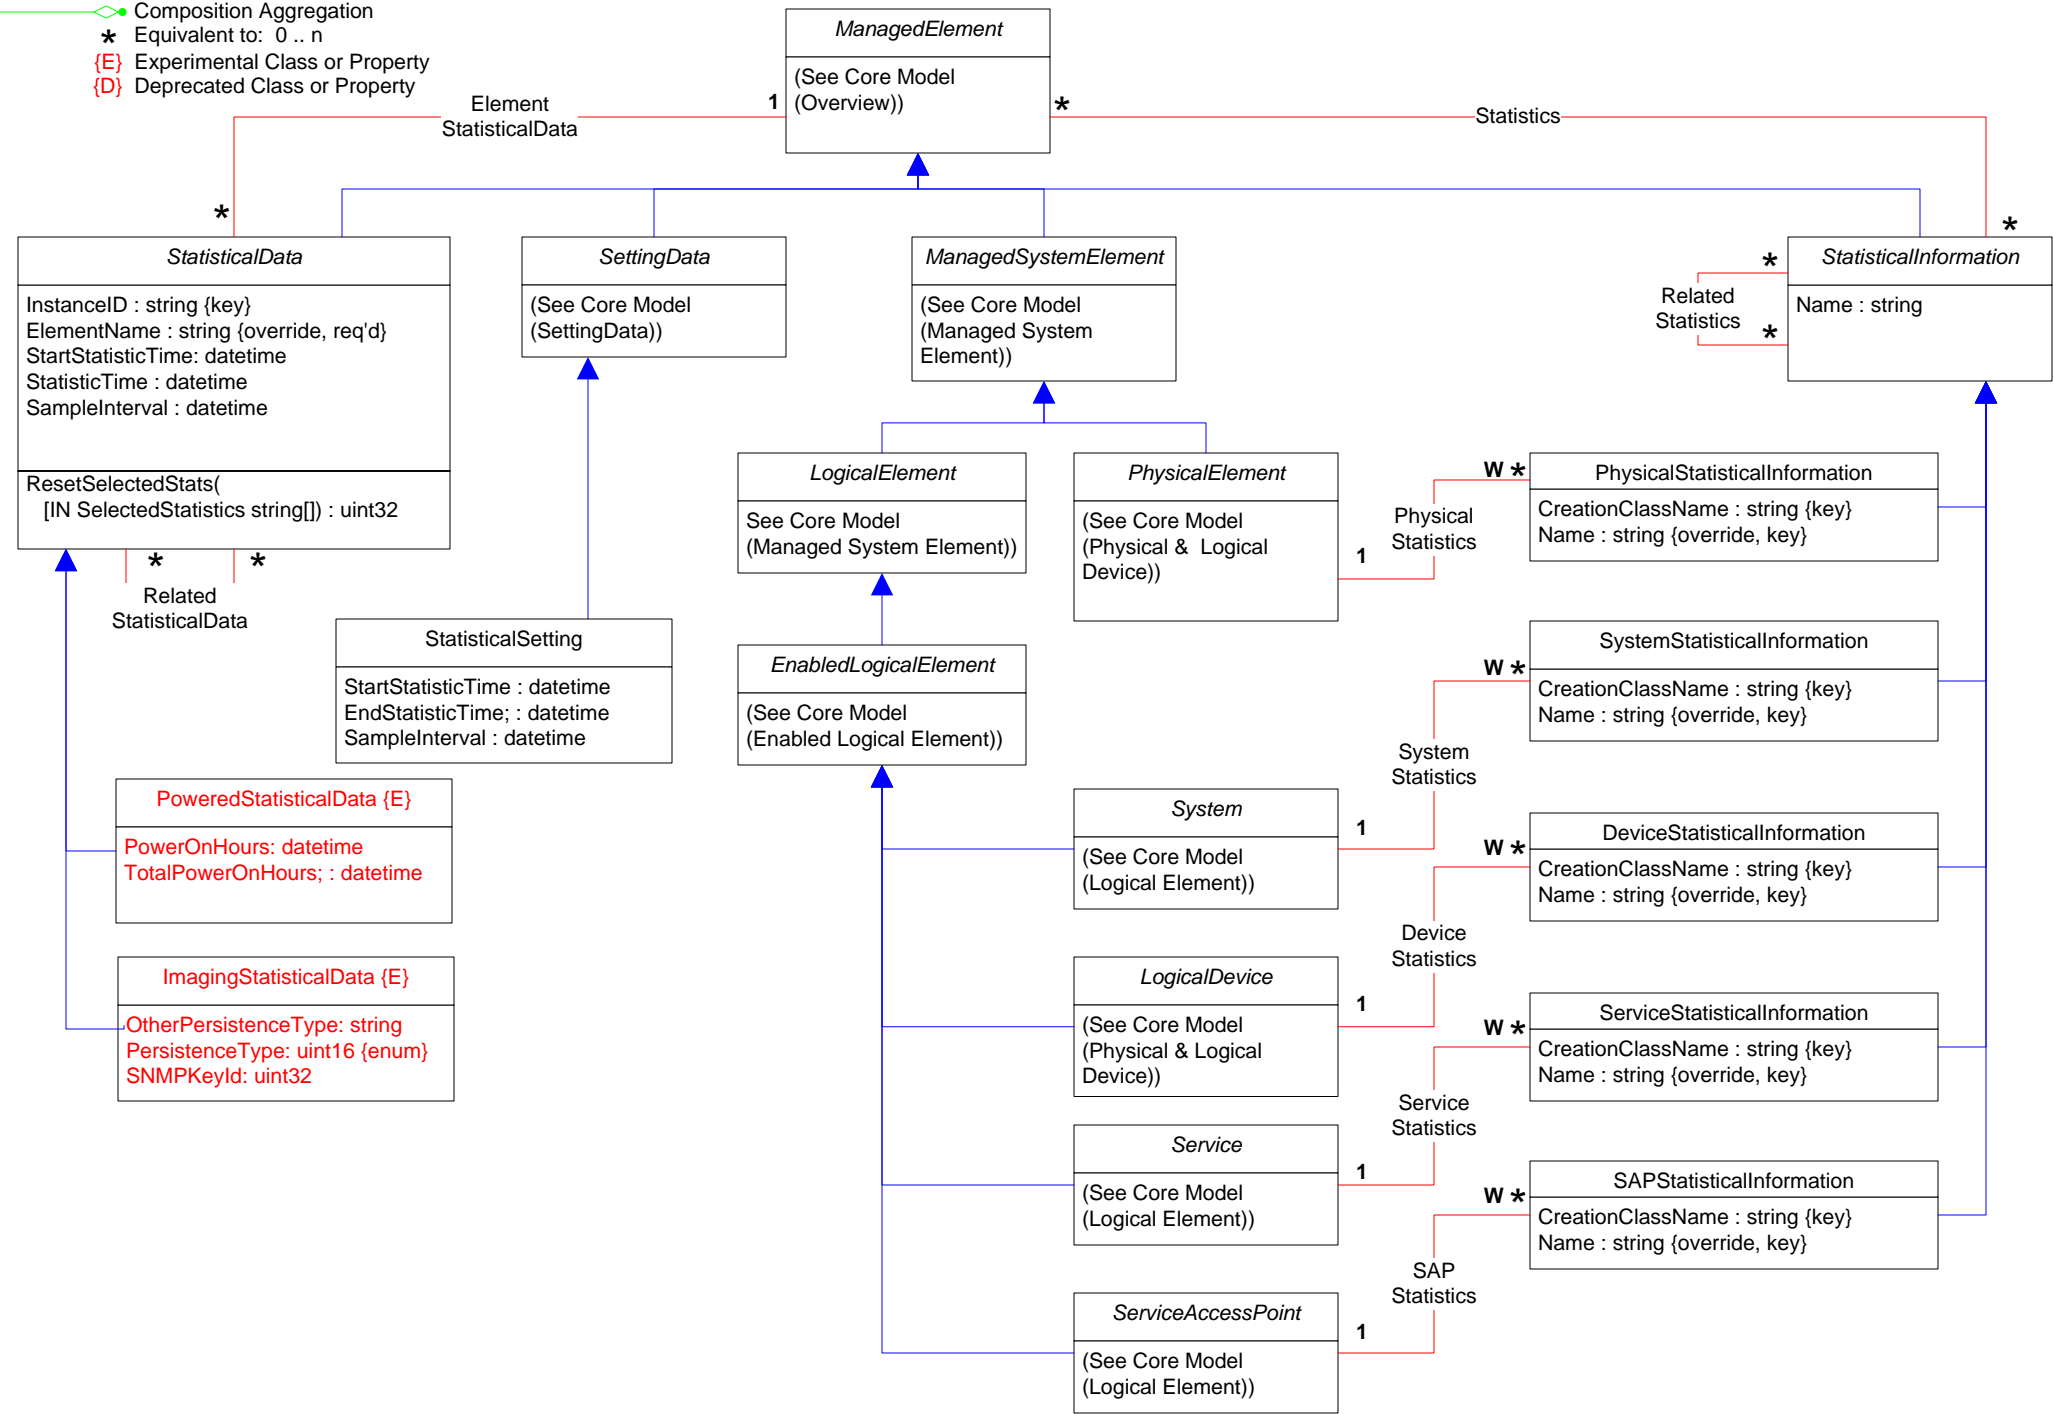 Composition Aggregation
* Equivalent to: 0 .. n
{E} Experimental Class or Property
{D} Deprecated Class or Property
ManagedElement
(See Core Model
(Overview))
1
*
Element
StatisticalData
Statistics
*
*
StatisticalData
InstanceID : string {key}
ElementName : string {override, req'd}
StartStatisticTime: datetime
StatisticTime : datetime
SampleInterval : datetime
ResetSelectedStats(
[IN SelectedStatistics string[]) : uint32
*
*
Related
StatisticalData
SettingData
(See Core Model
(SettingData))
ManagedSystemElement
(See Core Model
(Managed System
Element))
StatisticalInformation
Name : string
*
Related
Statistics
*
LogicalElement
See Core Model
(Managed System Element))
PhysicalElement
(See Core Model
(Physical & Logical
Device))
1
Physical
Statistics
W *
PhysicalStatisticalInformation
CreationClassName : string {key}
Name : string {override, key}
StatisticalSetting
StartStatisticTime : datetime
EndStatisticTime; : datetime
SampleInterval : datetime
EnabledLogicalElement
(See Core Model
(Enabled Logical Element))
W *
SystemStatisticalInformation
CreationClassName : string {key}
Name : string {override, key}
System
Statistics
PoweredStatisticalData {E}
PowerOnHours: datetime
TotalPowerOnHours; : datetime
System
(See Core Model
(Logical Element))
1
W *
DeviceStatisticalInformation
CreationClassName : string {key}
Name : string {override, key}
Device
Statistics
ImagingStatisticalData {E}
OtherPersistenceType: string
PersistenceType: uint16 {enum}
SNMPKeyId: uint32
LogicalDevice
(See Core Model
(Physical & Logical
Device))
1
W *
ServiceStatisticalInformation
CreationClassName : string {key}
Name : string {override, key}
Service
Statistics
Service
(See Core Model
(Logical Element))
1
W *
SAPStatisticalInformation
CreationClassName : string {key}
Name : string {override, key}
SAP
Statistics
ServiceAccessPoint
(See Core Model
(Logical Element))
1